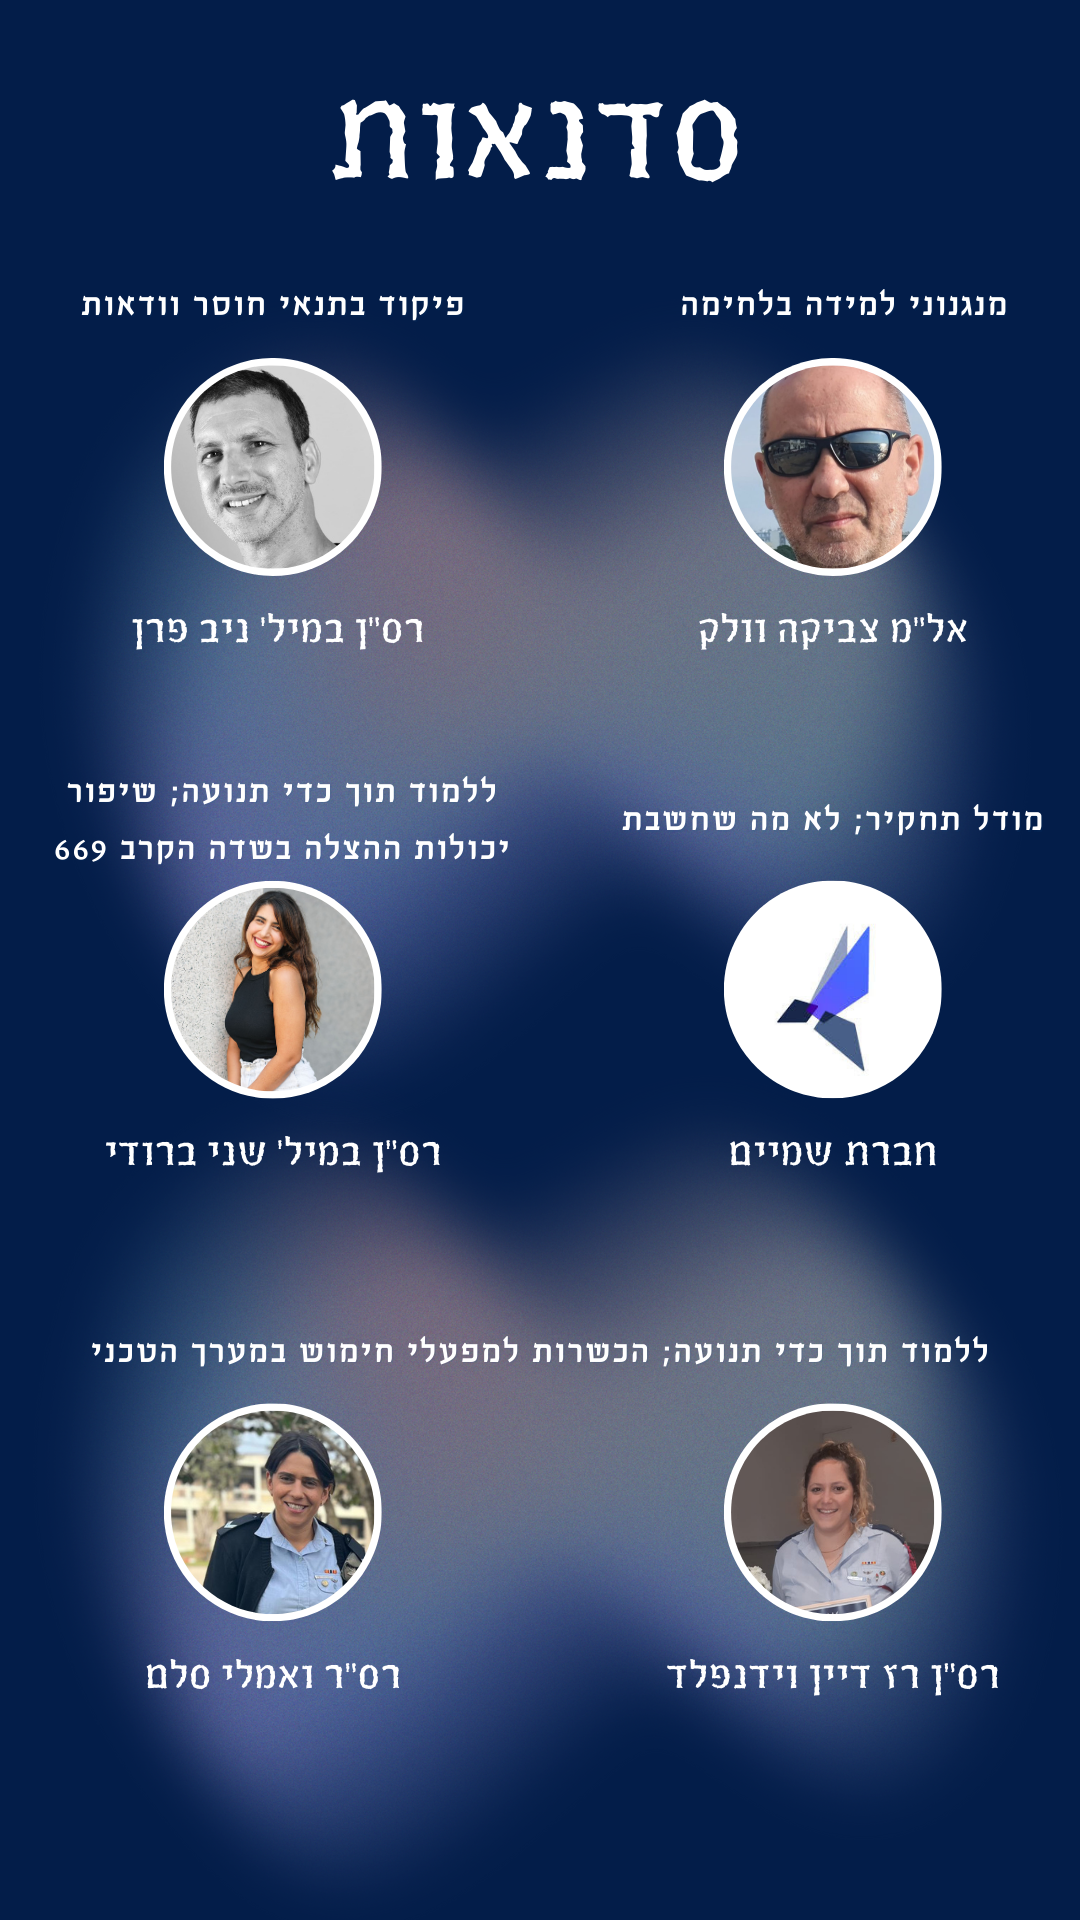 סדנאות
מנגנוני למידה בלחימה
אל"מ צביקה וולק
פיקוד בתנאי חוסר וודאות
רס"ן במיל' ניב פרן
מודל תחקיר; לא מה שחשבת
חברת שמיים
ללמוד תוך כדי תנועה; שיפור
יכולות ההצלה בשדה הקרב 669
רס"ן במיל' שני ברודי
ללמוד תוך כדי תנועה; הכשרות למפעלי חימוש במערך הטכני
רס"ן רז דיין וידנפלד
רס"ר ואמלי סלם